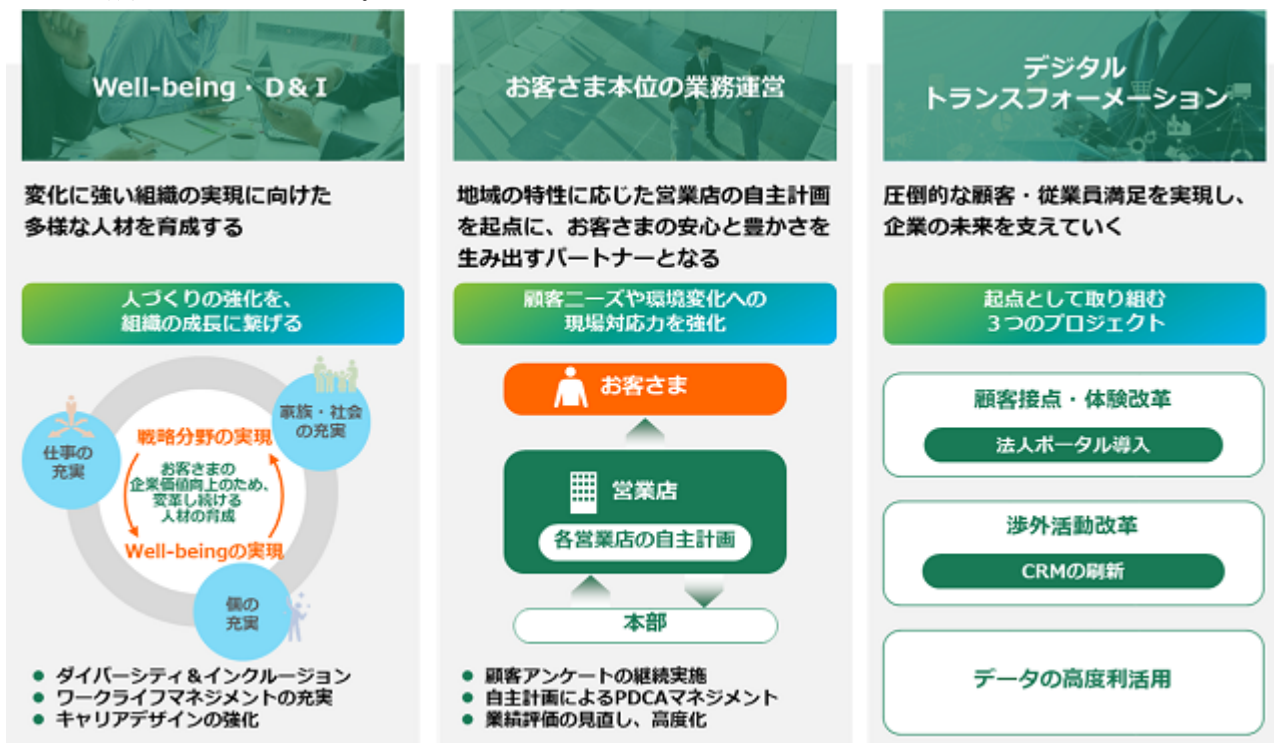 Well-being・D&I
変化に強い組織の実現に向けた
多様な人材を育成する
人づくりの強化を、
組織の成長に繋げる
家族・社会
の充実
仕事の
充実
戦略分野の実現
お客さまの
企業価値向上のため、
変革し続ける
人材の育成
Well-beingの実現
個の
充実
● ダイバーシティ&インクルージョン
● ワークライフマネジメントの充実
● キャリアデザインの強化
お客さま本位の業務運営
地域の特性に応じた営業店の自主計画
を起点に、お客さまの安心と豊かさを
生み出すパートナーとなる
顧客ニーズや環境変化への
現場対応力を強化
お客さま
営業店
各営業店の自主計画
本部
● 顧客アンケートの継続実施
● 自主計画によるPDCAマネジメント
● 業績評価の見直し、高度化
デジタル
トランスフォーメーション
圧倒的な顧客・従業員満足を実現し、
企業の未来を支えていく
起点として取り組む
３つのプロジェクト
顧客接点・体験改革
法人ポータル導入
渉外活動改革
CRMの刷新
データの高度利活用